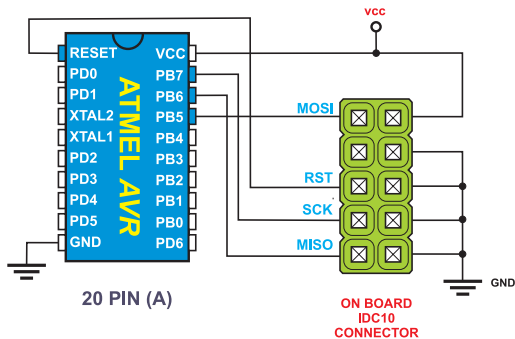 vcc
RESET VCC
PD0 PB7
PD1 PB6
XTAL2 PB5
XTAL1 PB4
PD2 PB3
PD3 PB2
PD4 PB1
PD5 PB0
GND PD6
ATMEL AVR
MOSI
RST
SCK
MISO
GND
20 PIN (A)
ON BOARD
IDC10
CONNECTOR